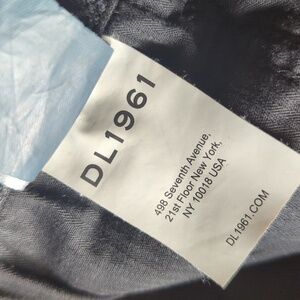 DL1961
498 Seventh Avenue,
21st Floor New York,
NY 10018 USA
DL1961.COM